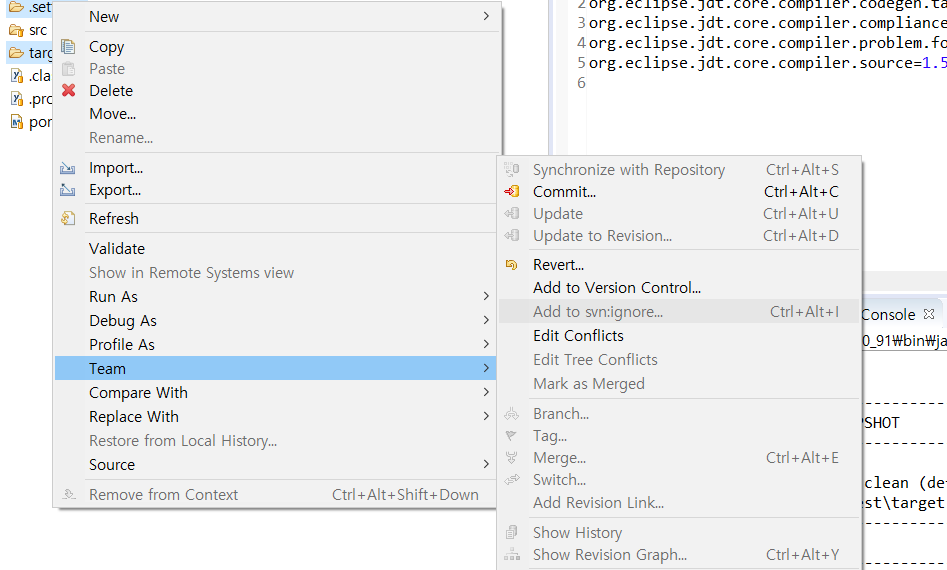 .set
src
targ
.cla
.pro
pom
New
Copy
Paste
Delete
Move...
Rename...
Import...
Export...
Refresh
Validate
Show in Remote Systems view
Run As
Debug As
Profile As
Team
Compare With
Replace With
Restore from Local History...
Source
Remove from Context Ctrl+Alt+Shift+Down
Synchronize with Repository Ctrl+Alt+S
Commit... Ctrl+Alt+C
Update Ctrl+Alt+U
Update to Revision... Ctrl+Alt+D
Revert...
Add to Version Control...
Add to svn:ignore... Ctrl+Alt+I
Edit Conflicts
Edit Tree Conflicts
Mark as Merged
Branch...
Tag...
Merge... Ctrl+Alt+E
Switch...
Add Revision Link...
Show History
Show Revision Graph... Ctrl+Alt+Y
2 org.eclipse.jdt.core.compiler.codegen.ta
3 org.eclipse.jdt.core.compiler.compliance
4 org.eclipse.jdt.core.compiler.problem.fo
5 org.eclipse.jdt.core.compiler.source=1.5
6
Console
0_91₩bin₩ja
PSHOT
clean (de
est\target